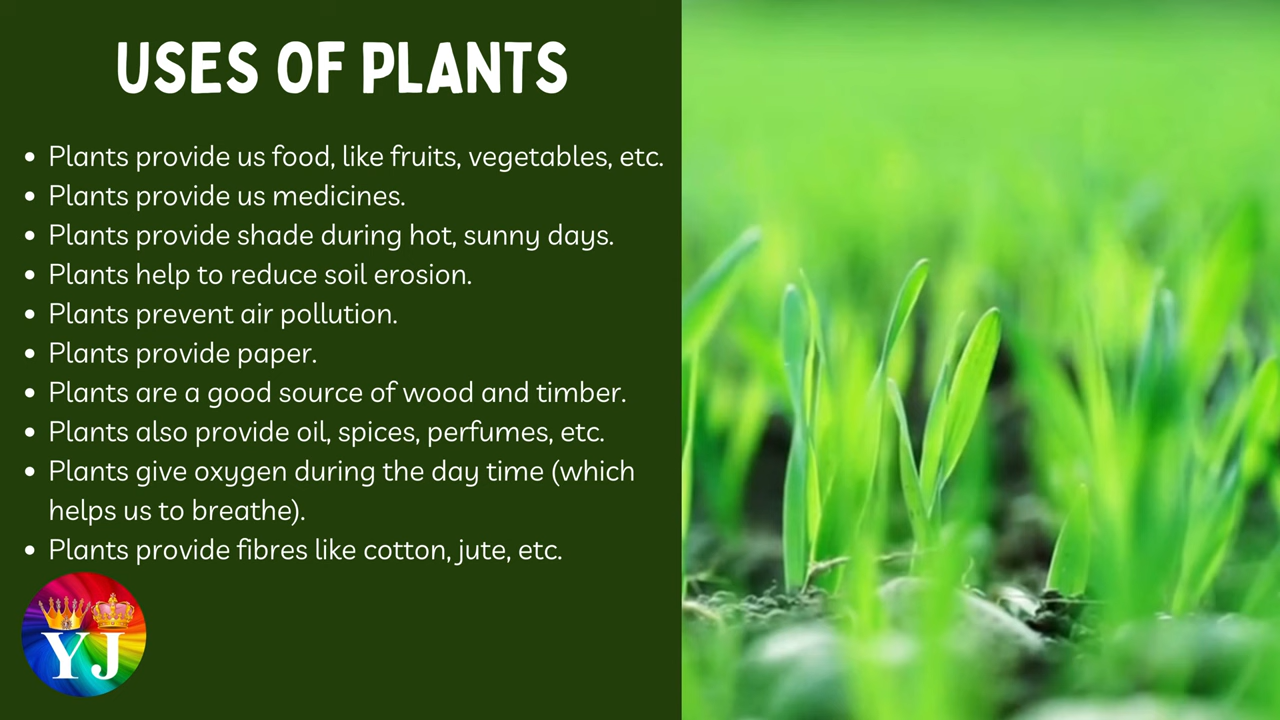 USES OF PLANTS
• Plants provide us food, like fruits, vegetables, etc.
• Plants provide us medicines.
• Plants provide shade during hot, sunny days.
• Plants help to reduce soil erosion.
• Plants prevent air pollution.
• Plants provide paper.
• Plants are a good source of wood and timber.
• Plants also provide oil, spices, perfumes, etc.
• Plants give oxygen during the day time (which
helps us to breathe).
• Plants provide fibres like cotton, jute, etc.
YJ